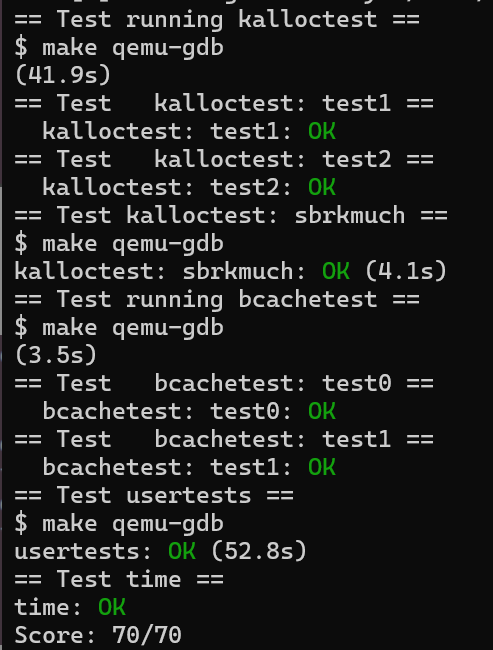 == Test running kalloctest ==
$ make qemu-gdb
(41.9s)
== Test   kalloctest: test1 ==
  kalloctest: test1: OK
== Test   kalloctest: test2 ==
  kalloctest: test2: OK
== Test kalloctest: sbrkmuch ==
$ make qemu-gdb
kalloctest: sbrkmuch: OK (4.1s)
== Test running bcachetest ==
$ make qemu-gdb
(3.5s)
== Test   bcachetest: test0 ==
  bcachetest: test0: OK
== Test   bcachetest: test1 ==
  bcachetest: test1: OK
== Test usertests ==
$ make qemu-gdb
usertests: OK (52.8s)
== Test time ==
time: OK
Score: 70/70